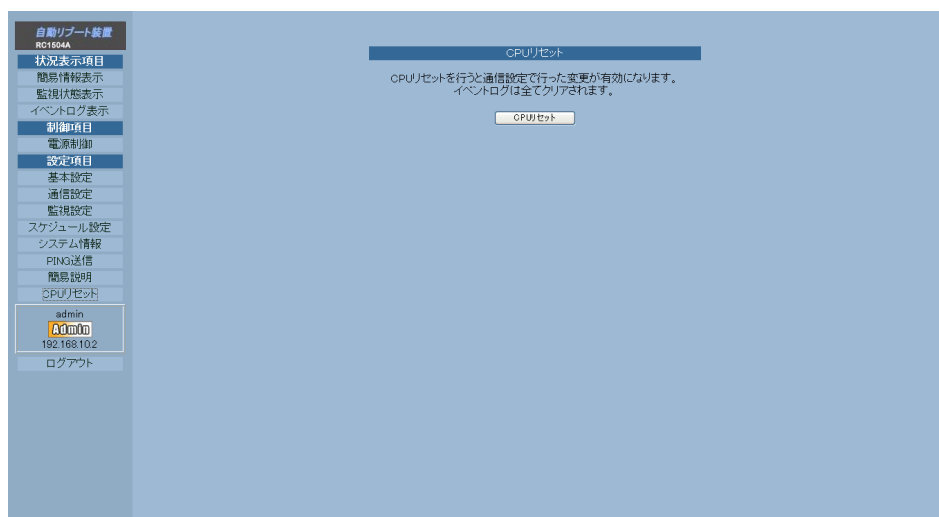 自動リブート装置
RC1504A
状況表示項目
簡易情報表示
監視状態表示
イベントログ表示
制御項目
電源制御
設定項目
基本設定
通信設定
監視設定
スケジュール設定
システム情報
PING送信
簡易説明
CPUリセット
admin
Admin
192.168.10.2
ログアウト
CPUリセット
CPUリセットを行うと通信設定で行った変更が有効になります。
イベントログは全てクリアされます。
CPUリセット